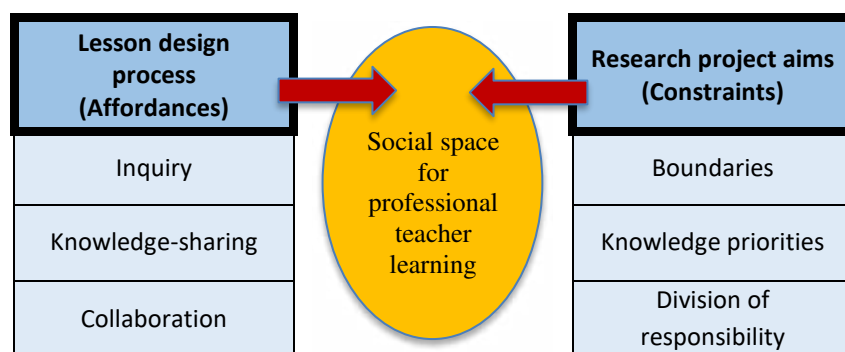 Lesson design
process
(Affordances)
Inquiry
Knowledge-sharing
Collaboration
Social space
for
professional
teacher
learning
Research project aims
(Constraints)
Boundaries
Knowledge priorities
Division of
responsibility